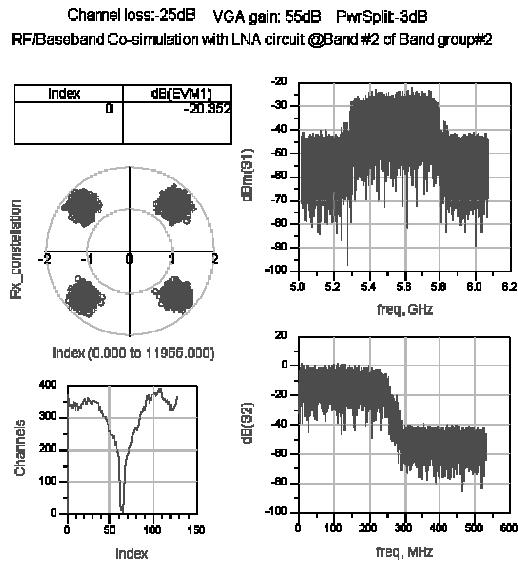 Channel loss:-25dB VGA gain: 55dB PwrSplit:-3dB
RF/Baseband Co-simulation with LNA circuit @Band #2 of Band group#2
Index dB(EVM1)
0 -20.352
Rx_constellation
-2 -1 0 1 2
Index (0.000 to 11955.000)
dBm(S1)
-20
-30
-40
-50
-60
-70
-80
-90
-100
5.0 5.2 5.4 5.6 5.8 6.0 6.2
freq, GHz
Channels
400
300
200
100
0
0 50 100 150
Index
dB(S2)
20
0
-20
-40
-60
-80
-100
0 100 200 300 400 500 600
freq, MHz